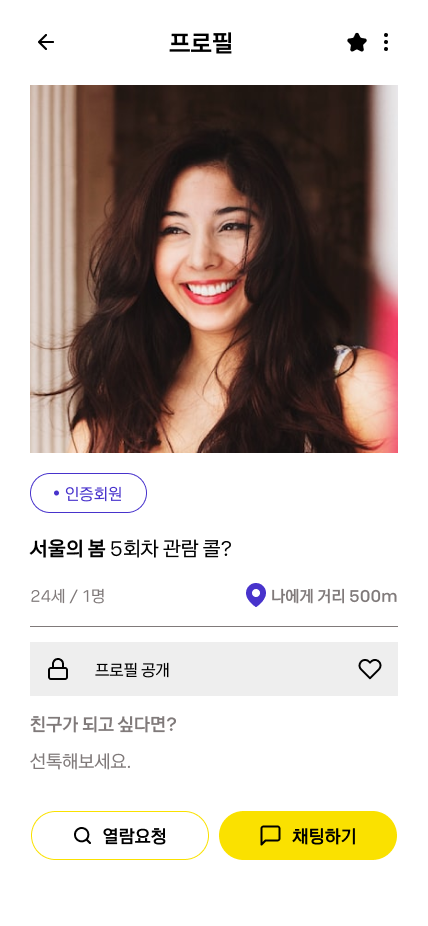 프로필
• 인증회원
서울의 봄 5회차 관람 콜?
24세 / 1명
나에게 거리 500m
프로필 공개
친구가 되고 싶다면?
선톡해보세요.
열람요청
채팅하기